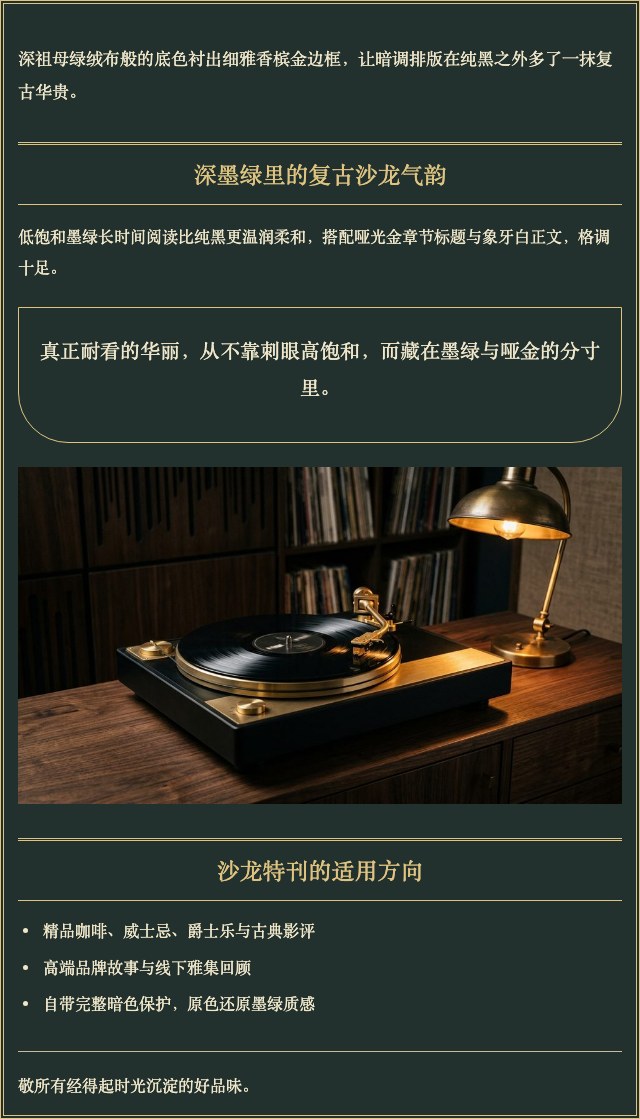 深祖母绿绒布般的底色衬出细雅香槟金边框，让暗调排版在纯黑之外多了一抹复
古华贵。
深墨绿里的复古沙龙气韵
低饱和墨绿长时间阅读比纯黑更温润柔和，搭配哑光金章节标题与象牙白正文，格调
十足。
真正耐看的华丽，从不靠刺眼高饱和，而藏在墨绿与哑金的分寸
里。
沙龙特刊的适用方向
• 精品咖啡、威士忌、爵士乐与古典影评
• 高端品牌故事与线下雅集回顾
• 自带完整暗色保护，原色还原墨绿质感
敬所有经得起时光沉淀的好品味。